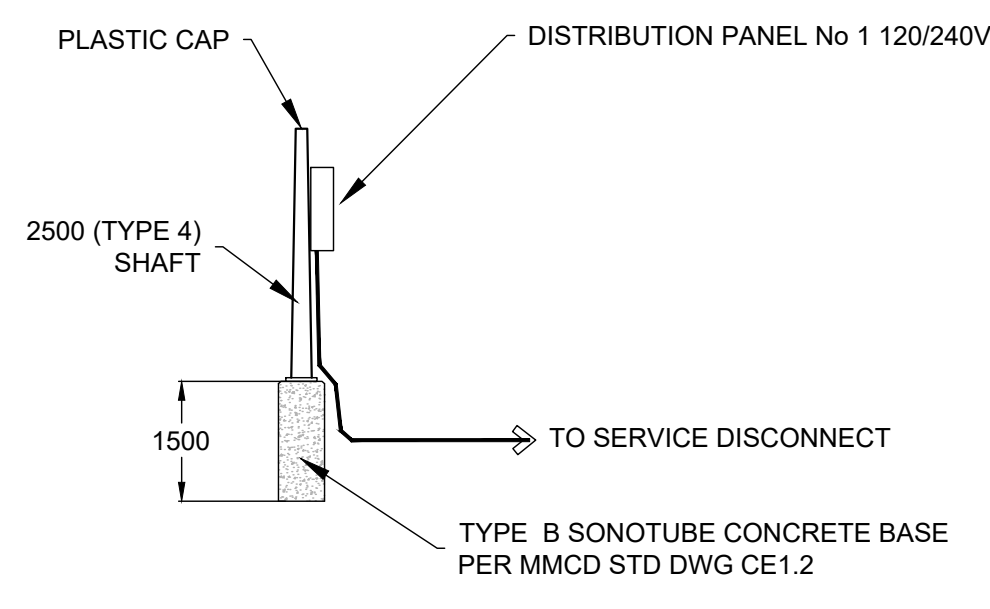 PLASTIC CAP
DISTRIBUTION PANEL No 1 120/240V
2500 (TYPE 4)
SHAFT
1500
TO SERVICE DISCONNECT
TYPE B SONOTUBE CONCRETE BASE
PER MMCD STD DWG CE1.2